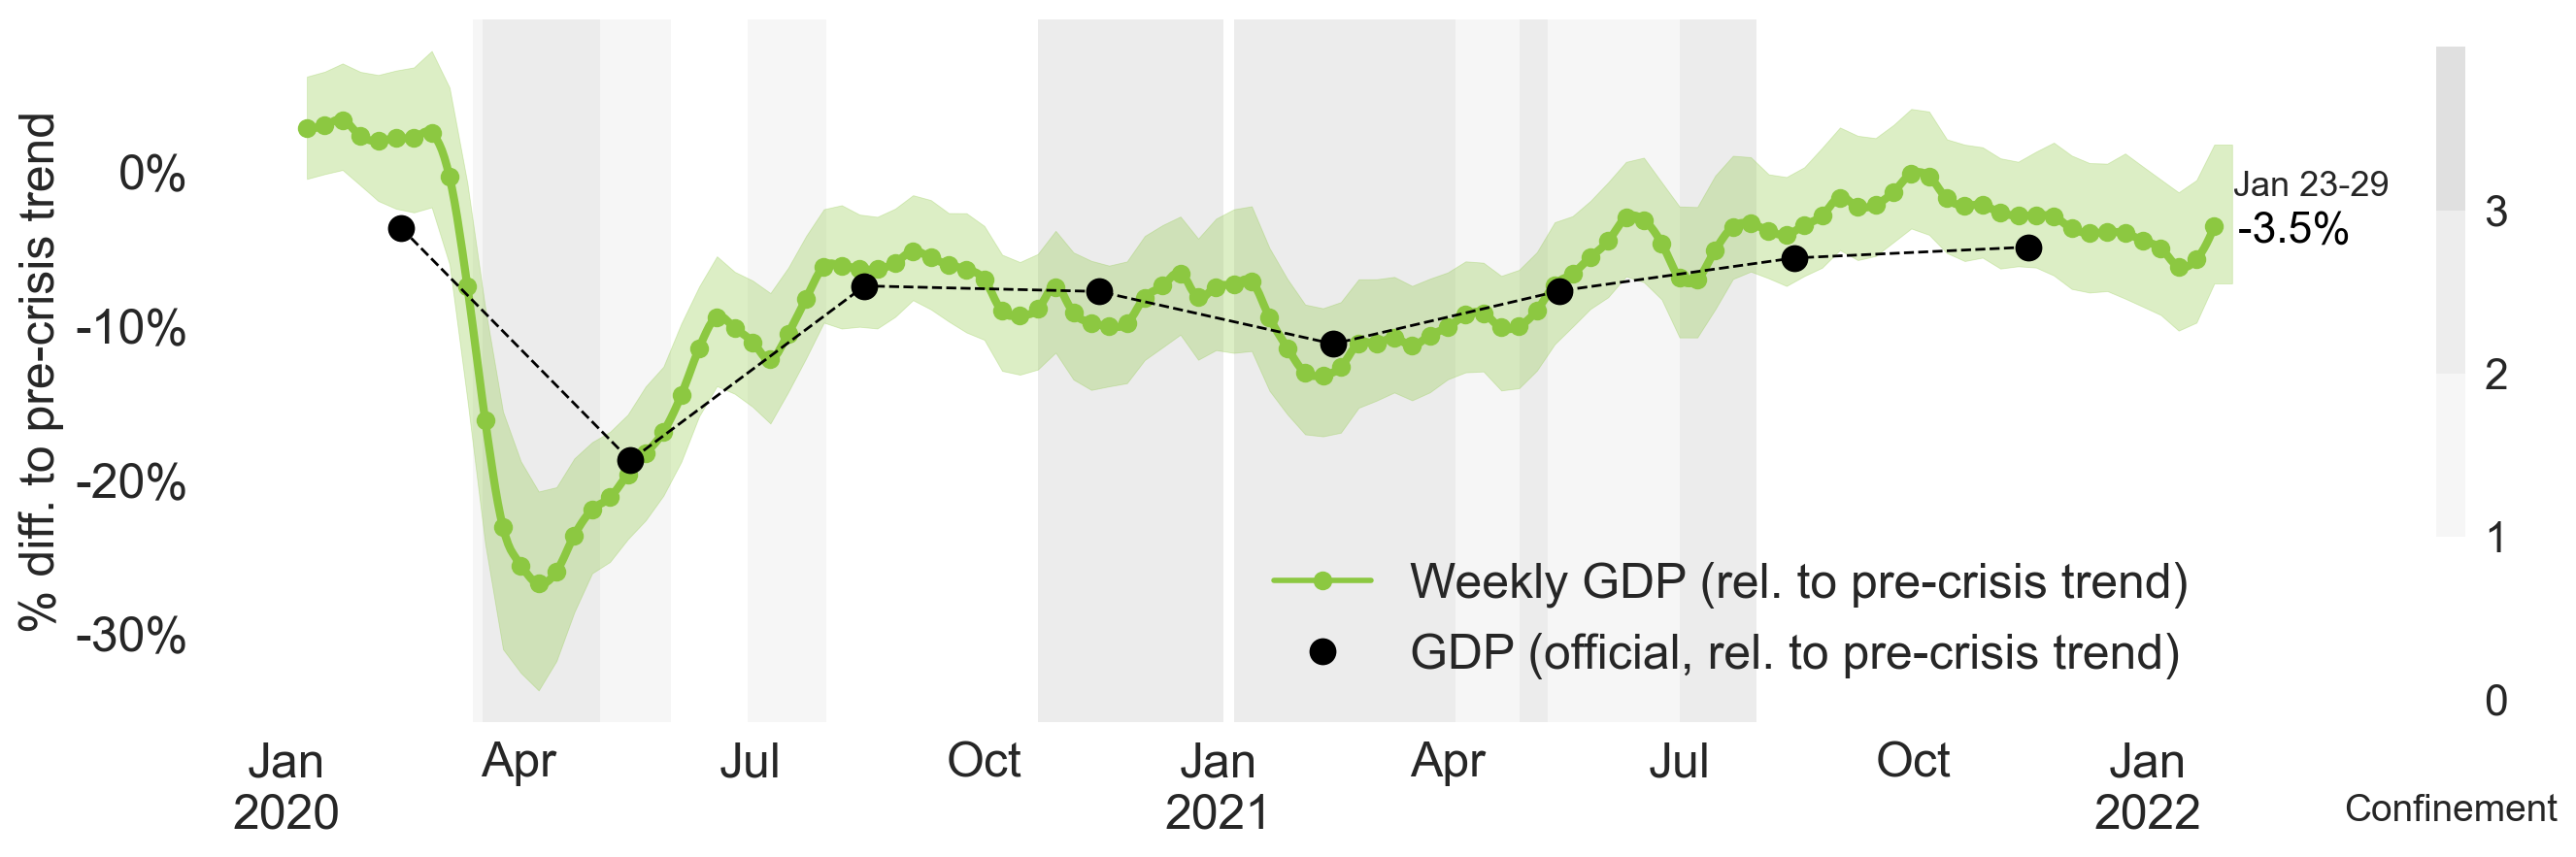 % diff. to pre-crisis trend
0%
-10%
-20%
-30%
Jan 23-29
-3.5%
Weekly GDP (rel. to pre-crisis trend)
GDP (official, rel. to pre-crisis trend)
3
2
1
0
Jan Apr Jul Oct Jan Apr Jul Oct Jan
2020 2021 2022
Confinement